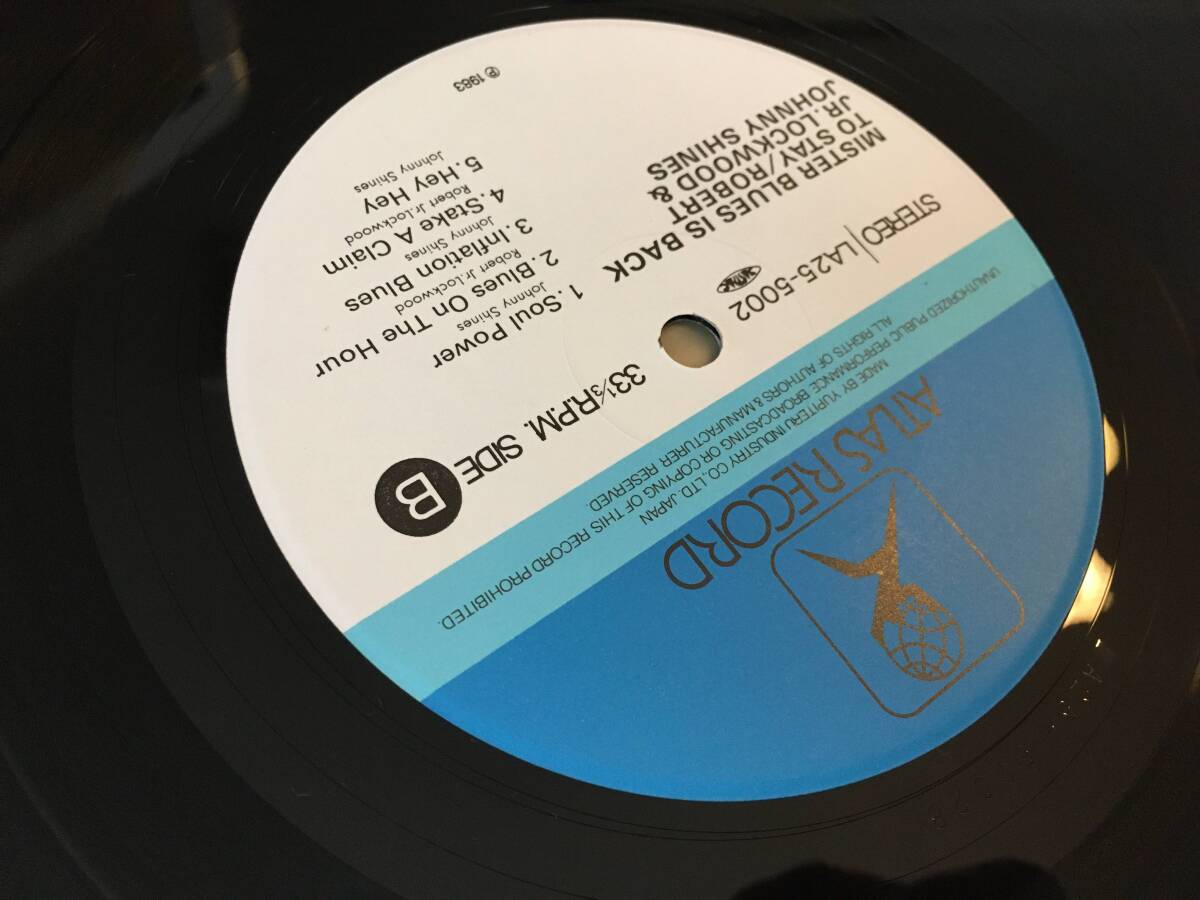 ATLAS RECORD
MADE BY YUPITERU INDUSTRY CO.,LTD. JAPAN
UNAUTHORIZED PUBLIC PERFORMANCE BROADCASTING OR COPYING OF THIS RECORD PROHIBITED.
ALL RIGHTS OF AUTHORS & MANUFACTURER RESERVED.
STEREO LA25-5002
33⅓R.P.M. SIDE B
MISTER BLUES IS BACK
TO STAY/ROBERT
JR.LOCKWOOD &
JOHNNY SHINES
1.Soul Power
Johnny Shines
2.Blues On The Hour
Robert Jr.Lockwood
3.Inflation Blues
Johnny Shines
4.Stake A Claim
Robert Jr.Lockwood
5.Hey Hey
Johnny Shines
℗1983